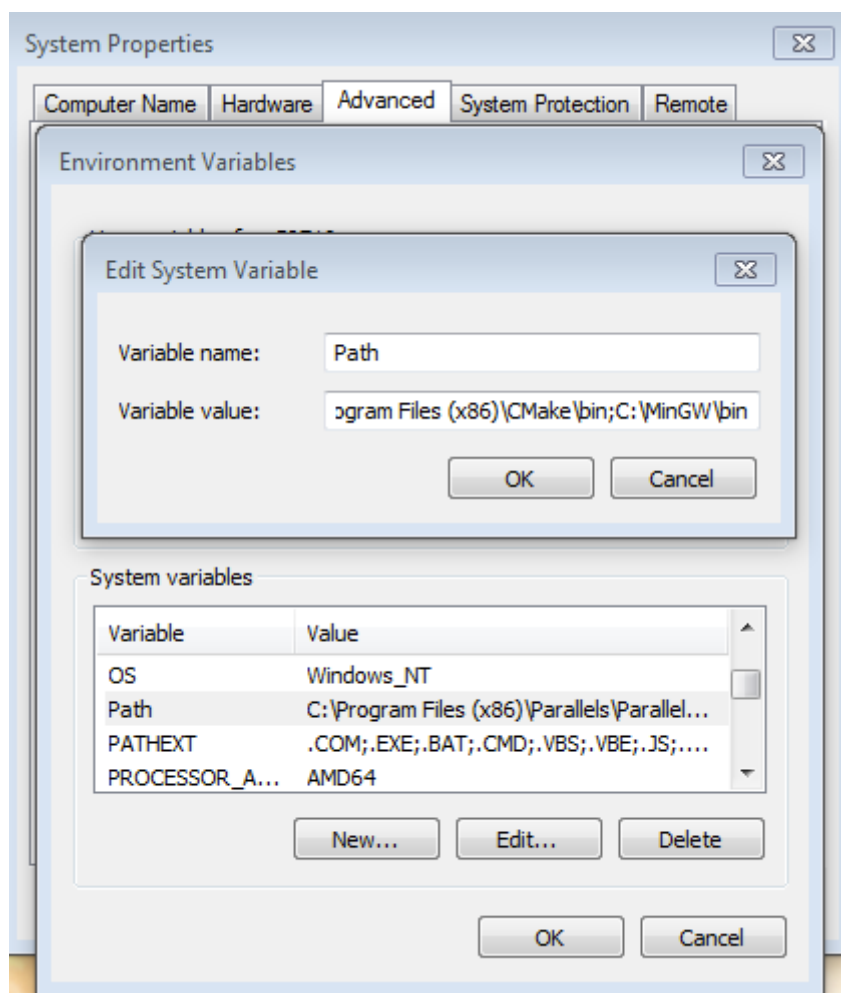 System Properties
Computer Name Hardware Advanced System Protection Remote
Environment Variables
Edit System Variable
Variable name: Path
Variable value: ogram Files (x86)\CMake\bin;C:\MinGW\bin
OK Cancel
System variables
Variable Value
OS Windows_NT
Path C:\Program Files (x86)\Parallels\Parallel...
PATHEXT .COM;.EXE;.BAT;.CMD;.VBS;.VBE;.JS;....
PROCESSOR_A... AMD64
New... Edit... Delete
OK Cancel